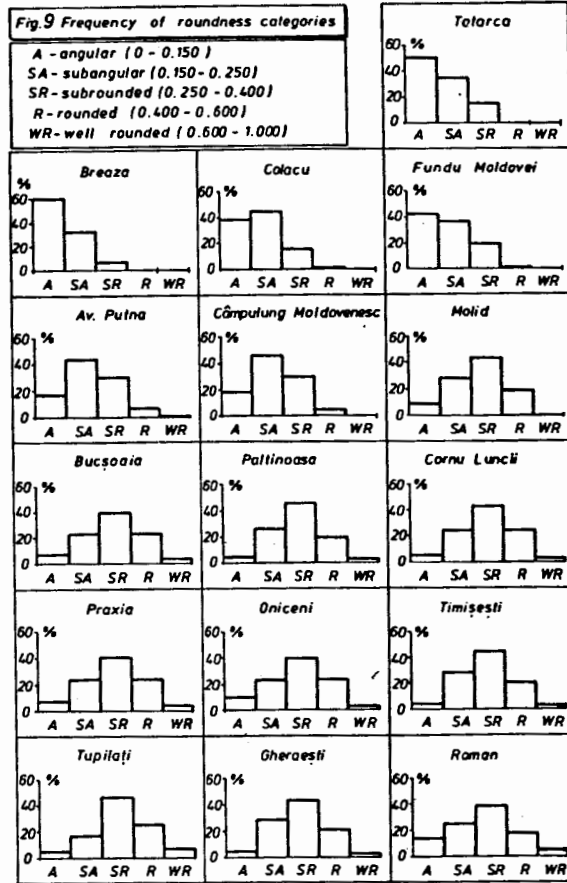 Fig.9 Frequency of roundness categories
A - angular (0 - 0.150)
SA - subangular (0.150 - 0.250)
SR - subrounded (0.250 - 0.400)
R - rounded (0.400 - 0.600)
WR - well rounded (0.600 - 1.000)
Totarca
%
60
40
20
0
A SA SR R WR
Breaza
%
60
40
20
0
A SA SR R WR
Colacu
%
60
40
20
0
A SA SR R WR
Fundu Moldovei
%
60
40
20
0
A SA SR R WR
Av. Putna
%
60
40
20
0
A SA SR R WR
Câmpulung Moldovenesc
%
60
40
20
0
A SA SR R WR
Molid
%
60
40
20
0
A SA SR R WR
Bucșoaia
%
60
40
20
0
A SA SR R WR
Paltinoasa
%
60
40
20
0
A SA SR R WR
Cornu Luncii
%
60
40
20
0
A SA SR R WR
Praxia
%
60
40
20
0
A SA SR R WR
Oniceni
%
60
40
20
0
A SA SR R WR
Timișești
%
60
40
20
0
A SA SR R WR
Tupilați
%
60
40
20
0
A SA SR R WR
Gheraești
%
60
40
20
0
A SA SR R WR
Roman
%
60
40
20
0
A SA SR R WR